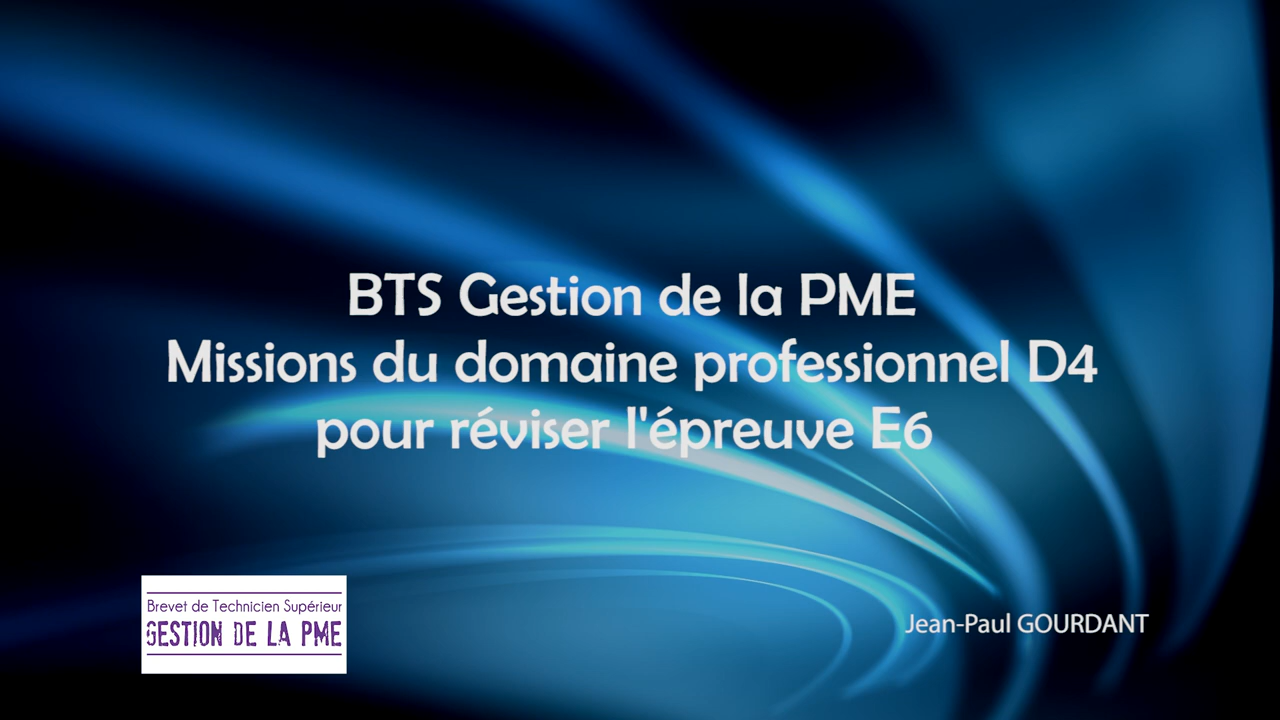 BTS Gestion de la PME
Missions du domaine professionnel D4
pour réviser l'épreuve E6
Brevet de Technicien Supérieur
GESTION DE LA PME
Jean-Paul GOURDANT